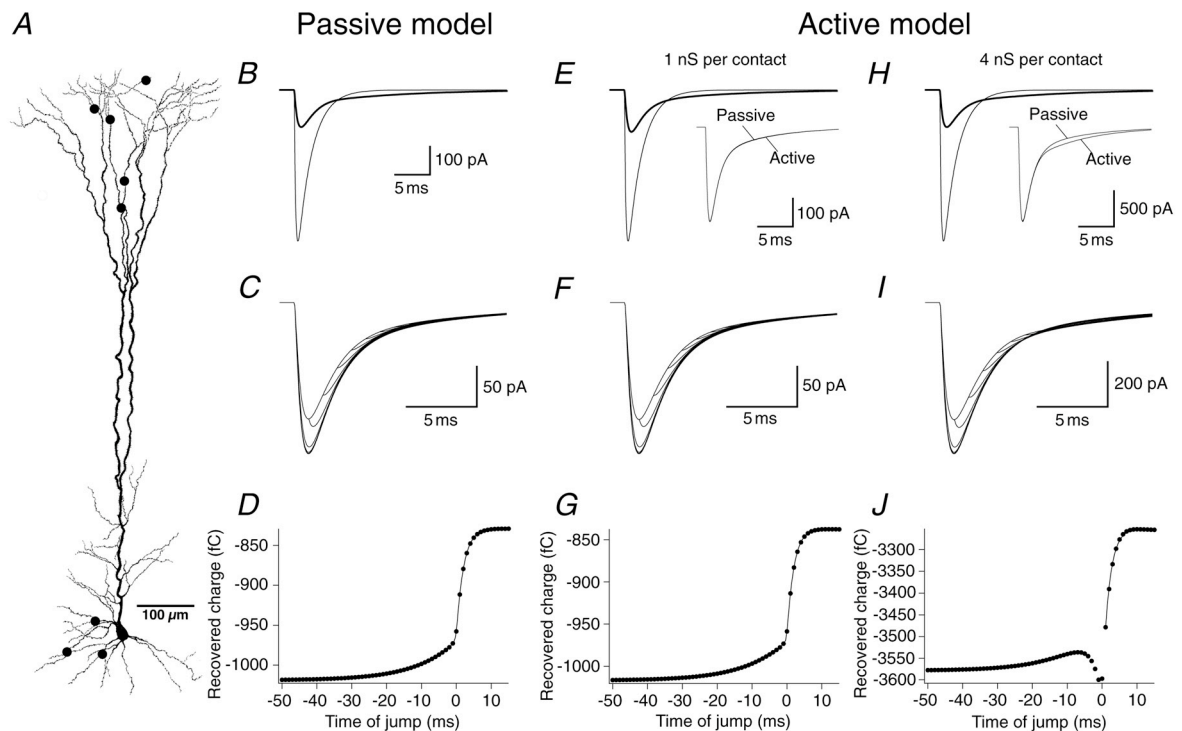 A
Passive model
Active model
B
E
1 nS per contact
H
4 nS per contact
100 pA
5 ms
Passive
Active
100 pA
5 ms
Passive
Active
500 pA
5 ms
C
F
I
50 pA
5 ms
50 pA
5 ms
200 pA
5 ms
100 µm
D
Recovered charge (fC)
-850
-900
-950
-1000
-50 -40 -30 -20 -10 0 10
Time of jump (ms)
G
Recovered charge (fC)
-850
-900
-950
-1000
-50 -40 -30 -20 -10 0 10
Time of jump (ms)
J
Recovered charge (fC)
-3300
-3350
-3400
-3450
-3500
-3550
-3600
-50 -40 -30 -20 -10 0 10
Time of jump (ms)